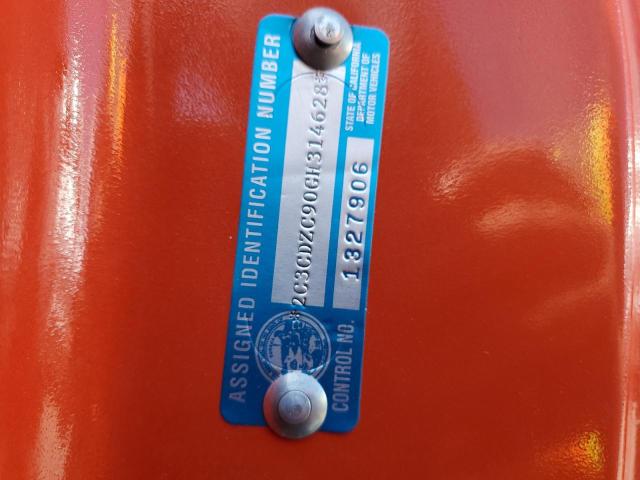 ASSIGNED IDENTIFICATION NUMBER
*2C3CDZC90GH314628*
STATE OF CALIFORNIA
DEPARTMENT OF
MOTOR VEHICLES
CONTROL NO. 1327906